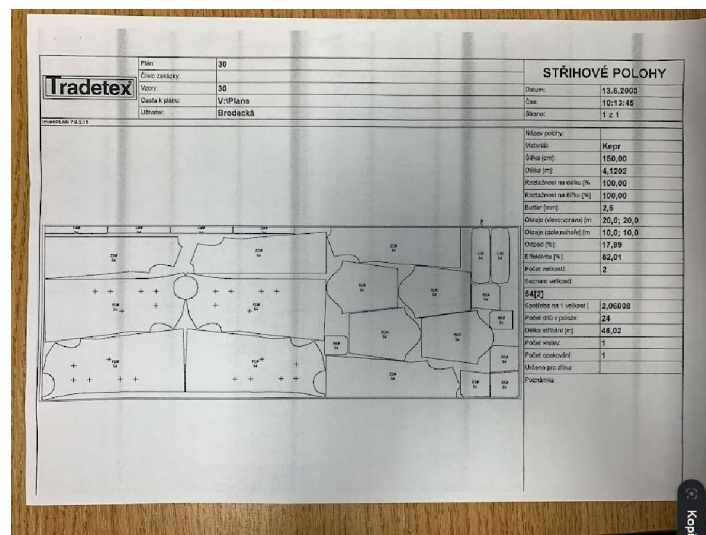 Tradetex
Plán: 30
Číslo zakázky:
Vzory: 30
Cesta k plánu: V:\Plans
Uživatel: Brodecká
STŘIHOVÉ POLOHY
Datum: 13.6.2003
Čas: 10:13:45
Strana: 1 z 1
Název polohy:
Materiál: Kepr
Šířka [cm]: 150,00
Délka [m]: 4,1202
Roztažnost na délku [% 100,00
Roztažnost na šířku [%] 100,00
Buffer [mm]: 2,5
Okraje (vlevo;vpravo) [m 20,0; 20,0
Okraje (dole;nahoře) [m 10,0; 10,0
Odpad [%]: 17,99
Efektivita [%]: 82,01
Počet velikostí: 2
Seznam velikostí:
54[2]
Spotřeba na 1 velikost [ 2,06008
Počet dílů v poloze: 24
Délka stříhání [m] 46,02
Počet vrstev: 1
Počet opakování: 1
Určeno pro dílnu:
Poznámka
Kopí